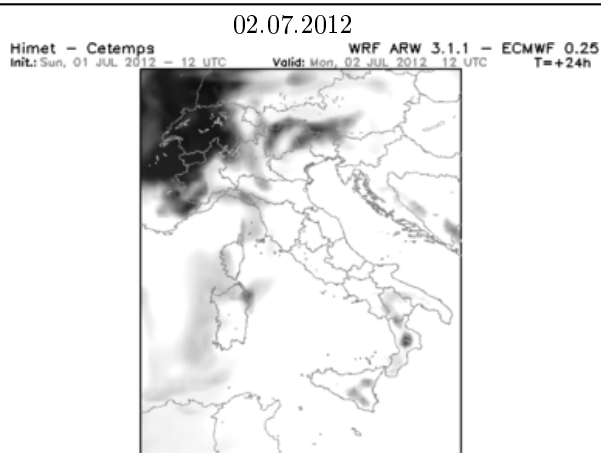 02.07.2012
Himet - Cetemps WRF ARW 3.1.1 - ECMWF 0.25
Init.: Sun, 01 JUL 2012 - 12 UTC Valid: Mon, 02 JUL 2012 12 UTC T=+24h